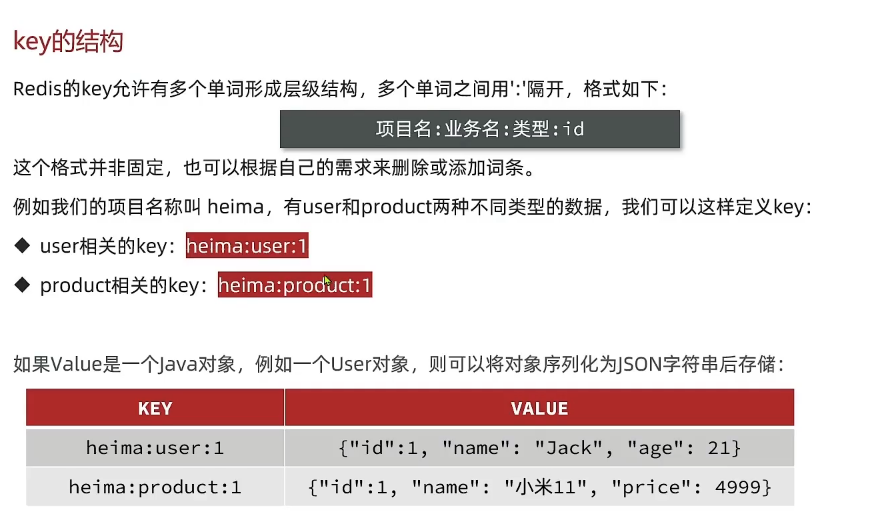 key的结构
Redis的key允许有多个单词形成层级结构，多个单词之间用':'隔开，格式如下：
项目名:业务名:类型:id
这个格式并非固定，也可以根据自己的需求来删除或添加词条。
例如我们的项目名称叫 heima，有user和product两种不同类型的数据，我们可以这样定义key：
◆ user相关的key：heima:user:1
◆ product相关的key：heima:product:1
如果Value是一个Java对象，例如一个User对象，则可以将对象序列化为JSON字符串后存储：
KEY VALUE
heima:user:1 {"id":1, "name": "Jack", "age": 21}
heima:product:1 {"id":1, "name": "小米11", "price": 4999}